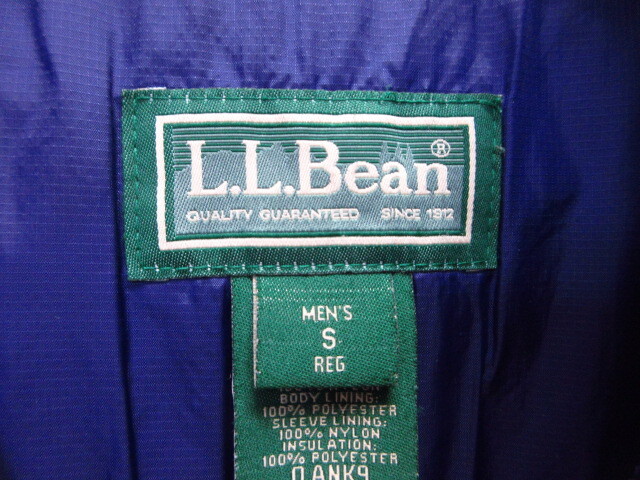 L.L.Bean®
QUALITY GUARANTEED SINCE 1912
MEN'S
S
REG
BODY LINING:
100% POLYESTER
SLEEVE LINING:
100% NYLON
INSULATION:
100% POLYESTER
0ANK9